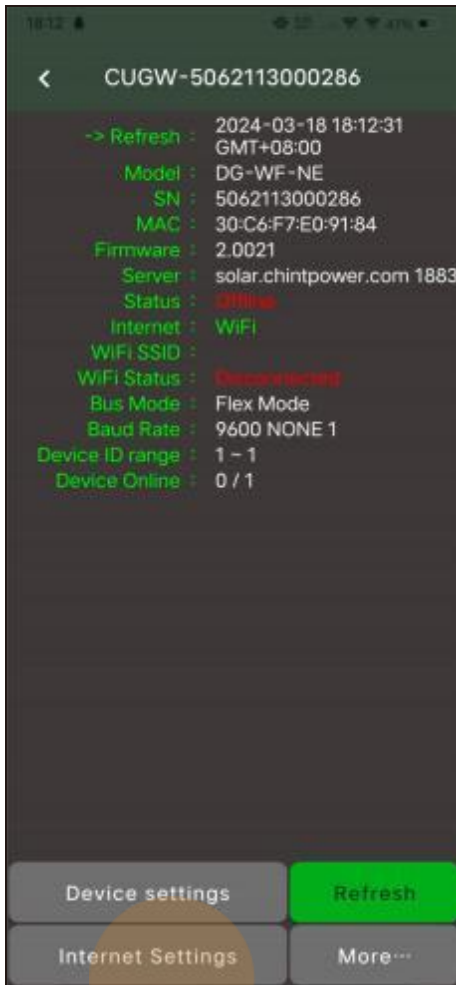 18:12
47%
CUGW-5062113000286
-> Refresh : 2024-03-18 18:12:31
GMT+08:00
Model : DG-WF-NE
SN : 5062113000286
MAC : 30:C6:F7:E0:91:84
Firmware : 2.0021
Server : solar.chintpower.com 1883
Status : Offline
Internet : WiFi
WiFi SSID :
WiFi Status : Disconnected
Bus Mode : Flex Mode
Baud Rate : 9600 NONE 1
Device ID range : 1 ~ 1
Device Online : 0 / 1
Device settings
Refresh
Internet Settings
More···